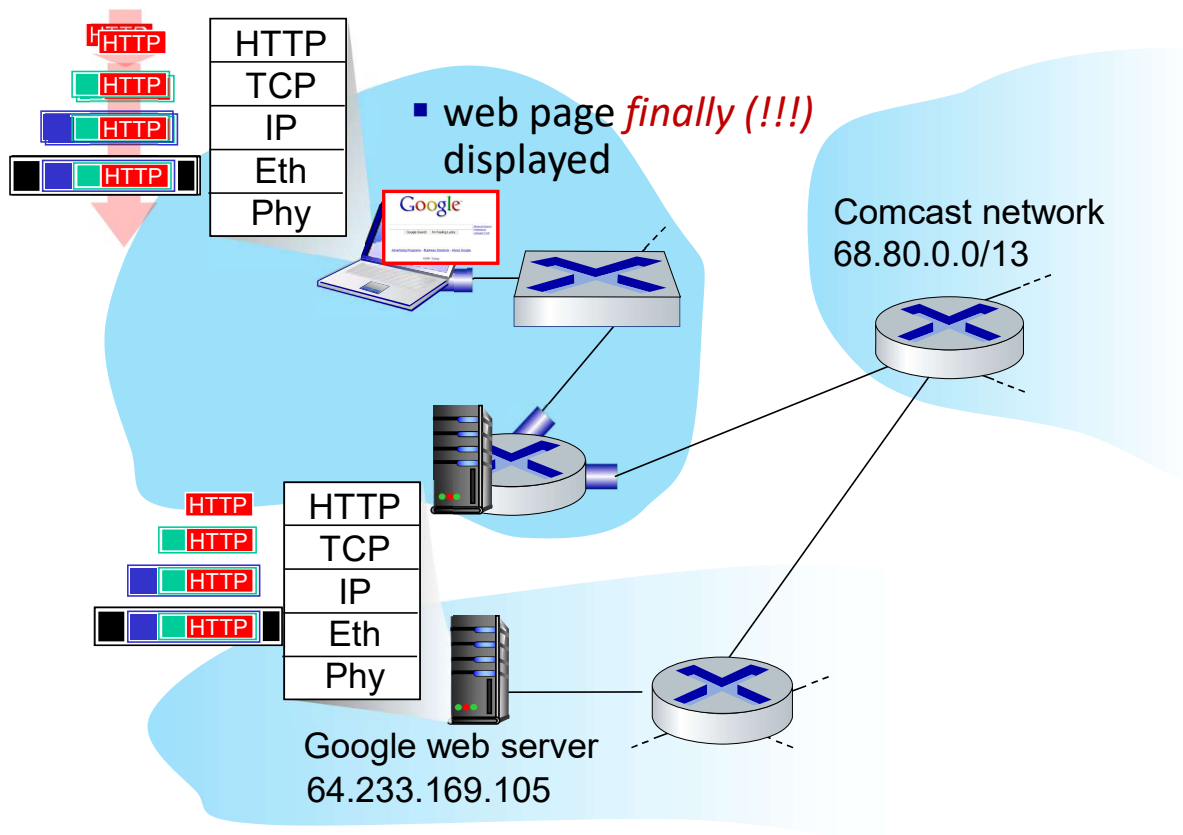 HTTP
HTTP
HTTP
HTTP
HTTP
HTTP
TCP
IP
Eth
Phy
▪ web page finally (!!!)
displayed
Google
Comcast network
68.80.0.0/13
HTTP
HTTP
HTTP
HTTP
HTTP
TCP
IP
Eth
Phy
Google web server
64.233.169.105